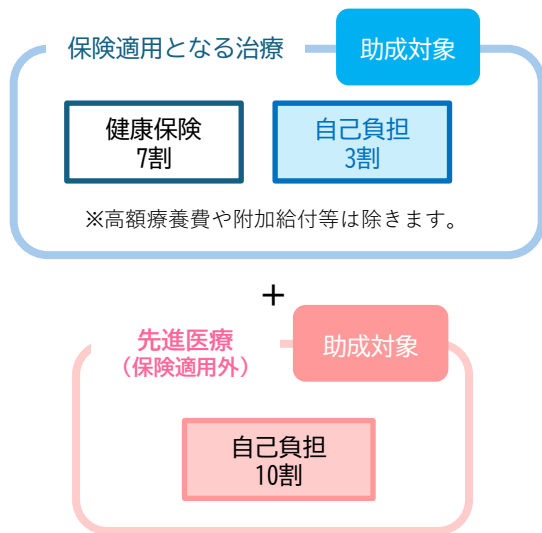 保険適用となる治療
助成対象
健康保険
7割
自己負担
3割
※高額療養費や附加給付等は除きます。
+
先進医療
（保険適用外）
助成対象
自己負担
10割